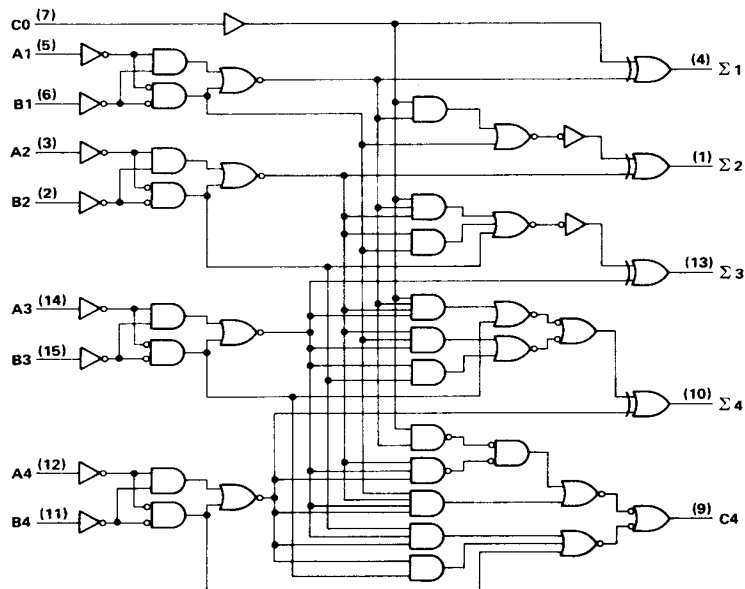 C0 (7)
A1 (5)
(4) Σ1
B1 (6)
A2 (3)
(1) Σ2
B2 (2)
(13) Σ3
A3 (14)
B3 (15)
(10) Σ4
A4 (12)
B4 (11)
(9) C4